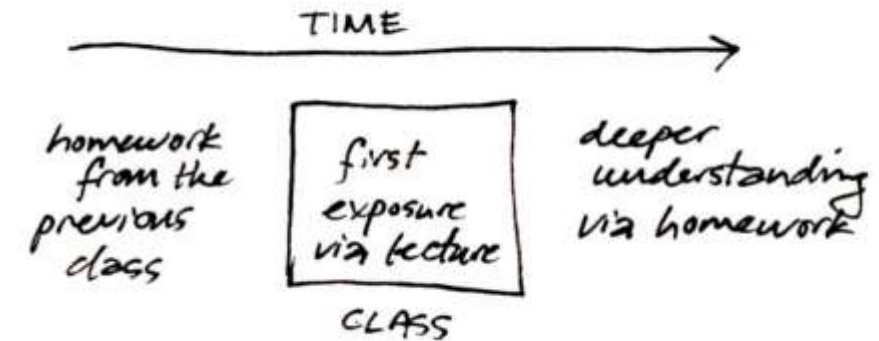 TIME
homework
from the
previous
class
first
exposure
via lecture
deeper
understanding
via homework
CLASS